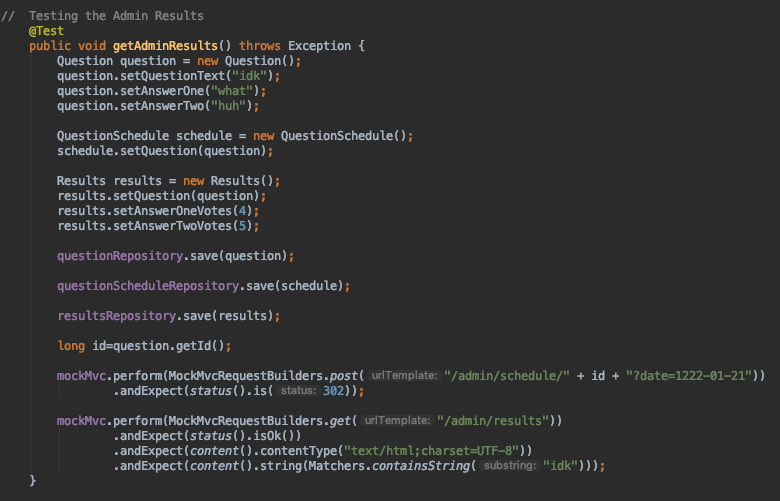 //  Testing the Admin Results
    @Test
    public void getAdminResults() throws Exception {
        Question question = new Question();
        question.setQuestionText("idk");
        question.setAnswerOne("what");
        question.setAnswerTwo("huh");

        QuestionSchedule schedule = new QuestionSchedule();
        schedule.setQuestion(question);

        Results results = new Results();
        results.setQuestion(question);
        results.setAnswerOneVotes(4);
        results.setAnswerTwoVotes(5);

        questionRepository.save(question);

        questionScheduleRepository.save(schedule);

        resultsRepository.save(results);

        long id=question.getId();

        mockMvc.perform(MockMvcRequestBuilders.post( urlTemplate: "/admin/schedule/" + id + "?date=1222-01-21"))
                .andExpect(status().is( status: 302));

        mockMvc.perform(MockMvcRequestBuilders.get( urlTemplate: "/admin/results"))
                .andExpect(status().isOk())
                .andExpect(content().contentType("text/html;charset=UTF-8"))
                .andExpect(content().string(Matchers.containsString( substring: "idk")));
    }